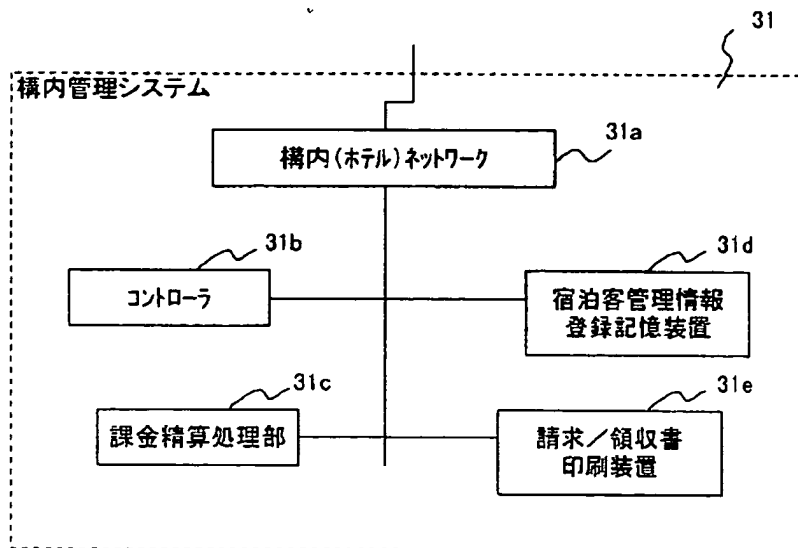 31
構内管理システム
31a
構内(ホテル)ネットワーク
31b
コントローラ
31d
宿泊客管理情報
登録記憶装置
31c
課金精算処理部
31e
請求/領収書
印刷装置